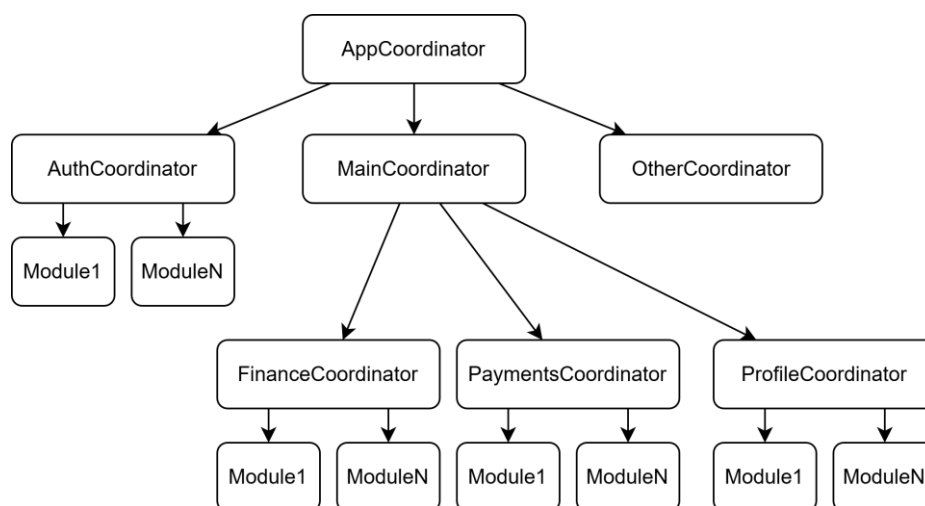 AppCoordinator
AuthCoordinator
MainCoordinator
OtherCoordinator
Module1
ModuleN
FinanceCoordinator
PaymentsCoordinator
ProfileCoordinator
Module1
ModuleN
Module1
ModuleN
Module1
ModuleN